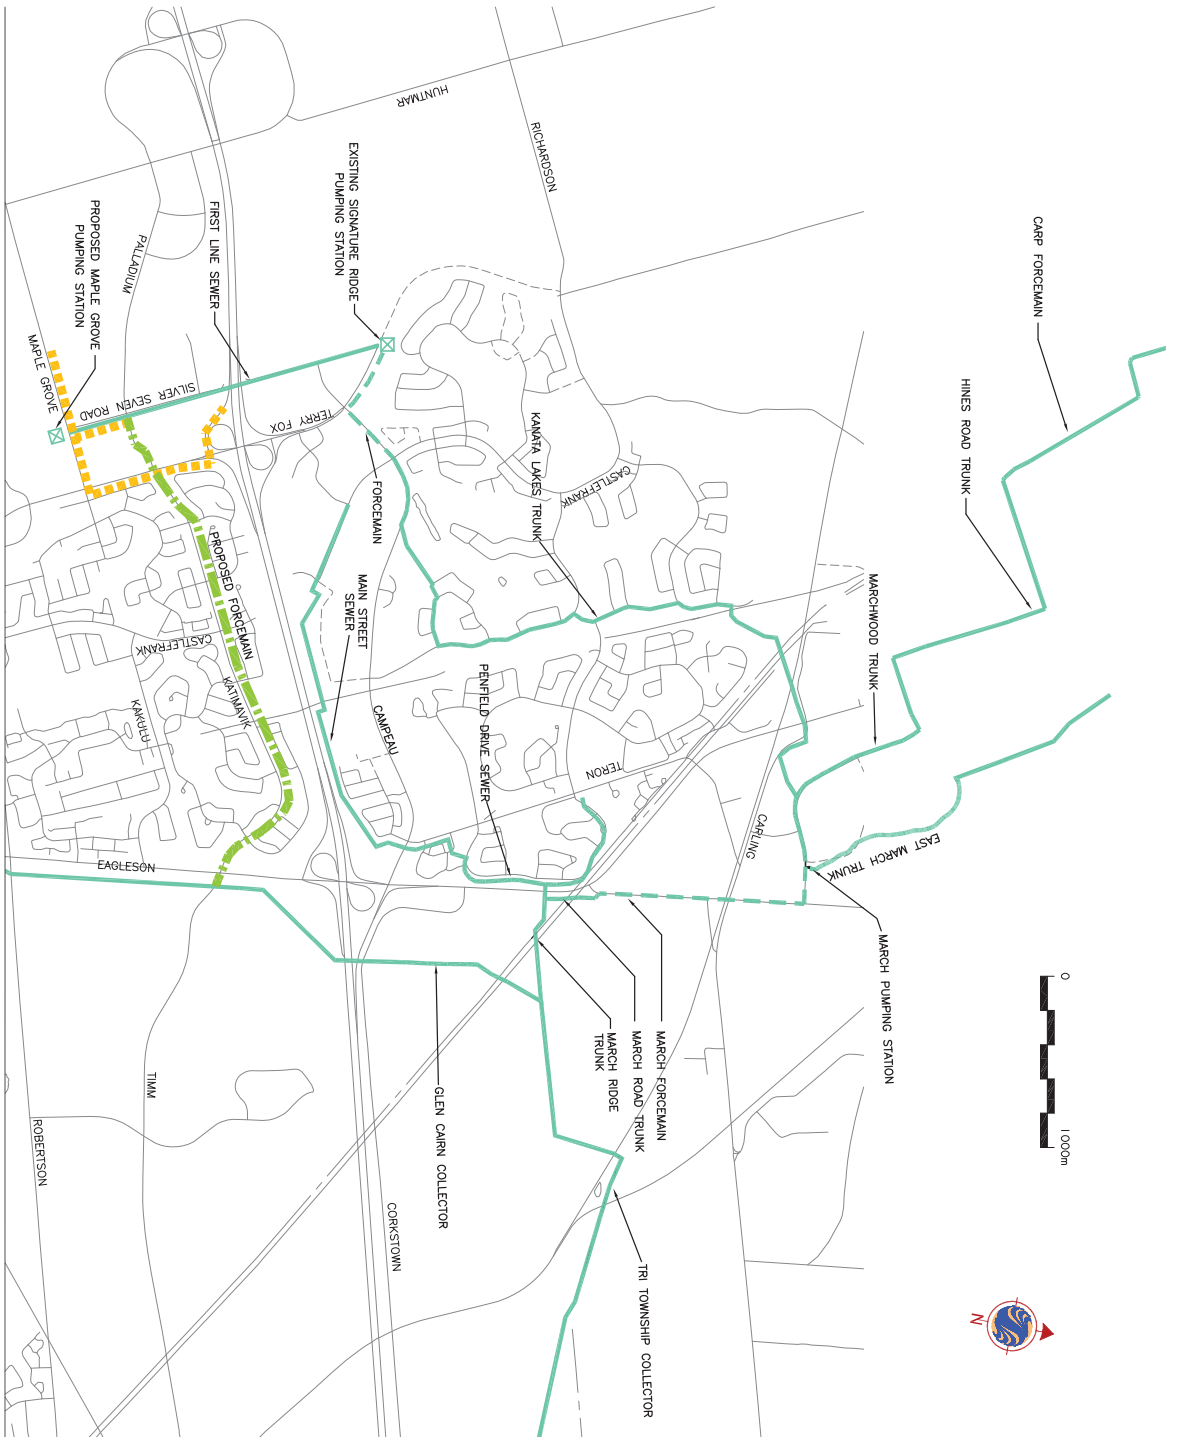 HUNTMAR
RICHARDSON
CARP FORCEMAIN
EXISTING SIGNATURE RIDGE
PUMPING STATION
FIRST LINE SEWER
PROPOSED MAPLE GROVE
PUMPING STATION
PALLADIUM
MAPLE GROVE
SILVER SEVEN ROAD
TERRY FOX
HINES ROAD TRUNK
KANATA LAKES TRUNK
CASTLEFRANK
FORCEMAIN
PROPOSED FORCEMAIN
MAIN STREET
SEWER
MARCHWOOD TRUNK
CASTLEFRANK
KATIMAVIK
KAKULU
CAMPEAU
PENFIELD DRIVE SEWER
TERON
CARLING
EAST MARCH TRUNK
EAGLESON
MARCH PUMPING STATION
0
1000m
MARCH FORCEMAIN
MARCH ROAD TRUNK
MARCH RIDGE
TRUNK
TIMM
GLEN CAIRN COLLECTOR
ROBERTSON
CORKSTOWN
TRI TOWNSHIP COLLECTOR
N